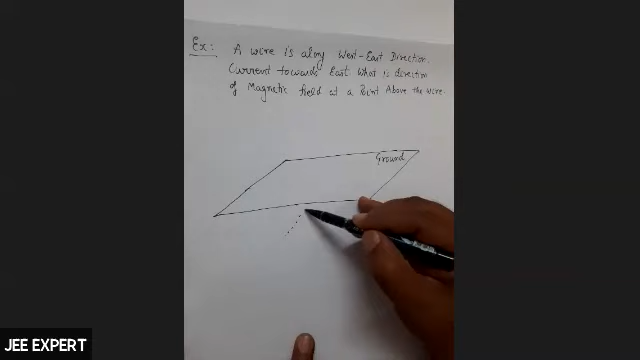 Ex: A wire is along West-East Direction.
Current towards East what is direction
of Magnetic field at a Point Above the wire.
Ground
JEE EXPERT